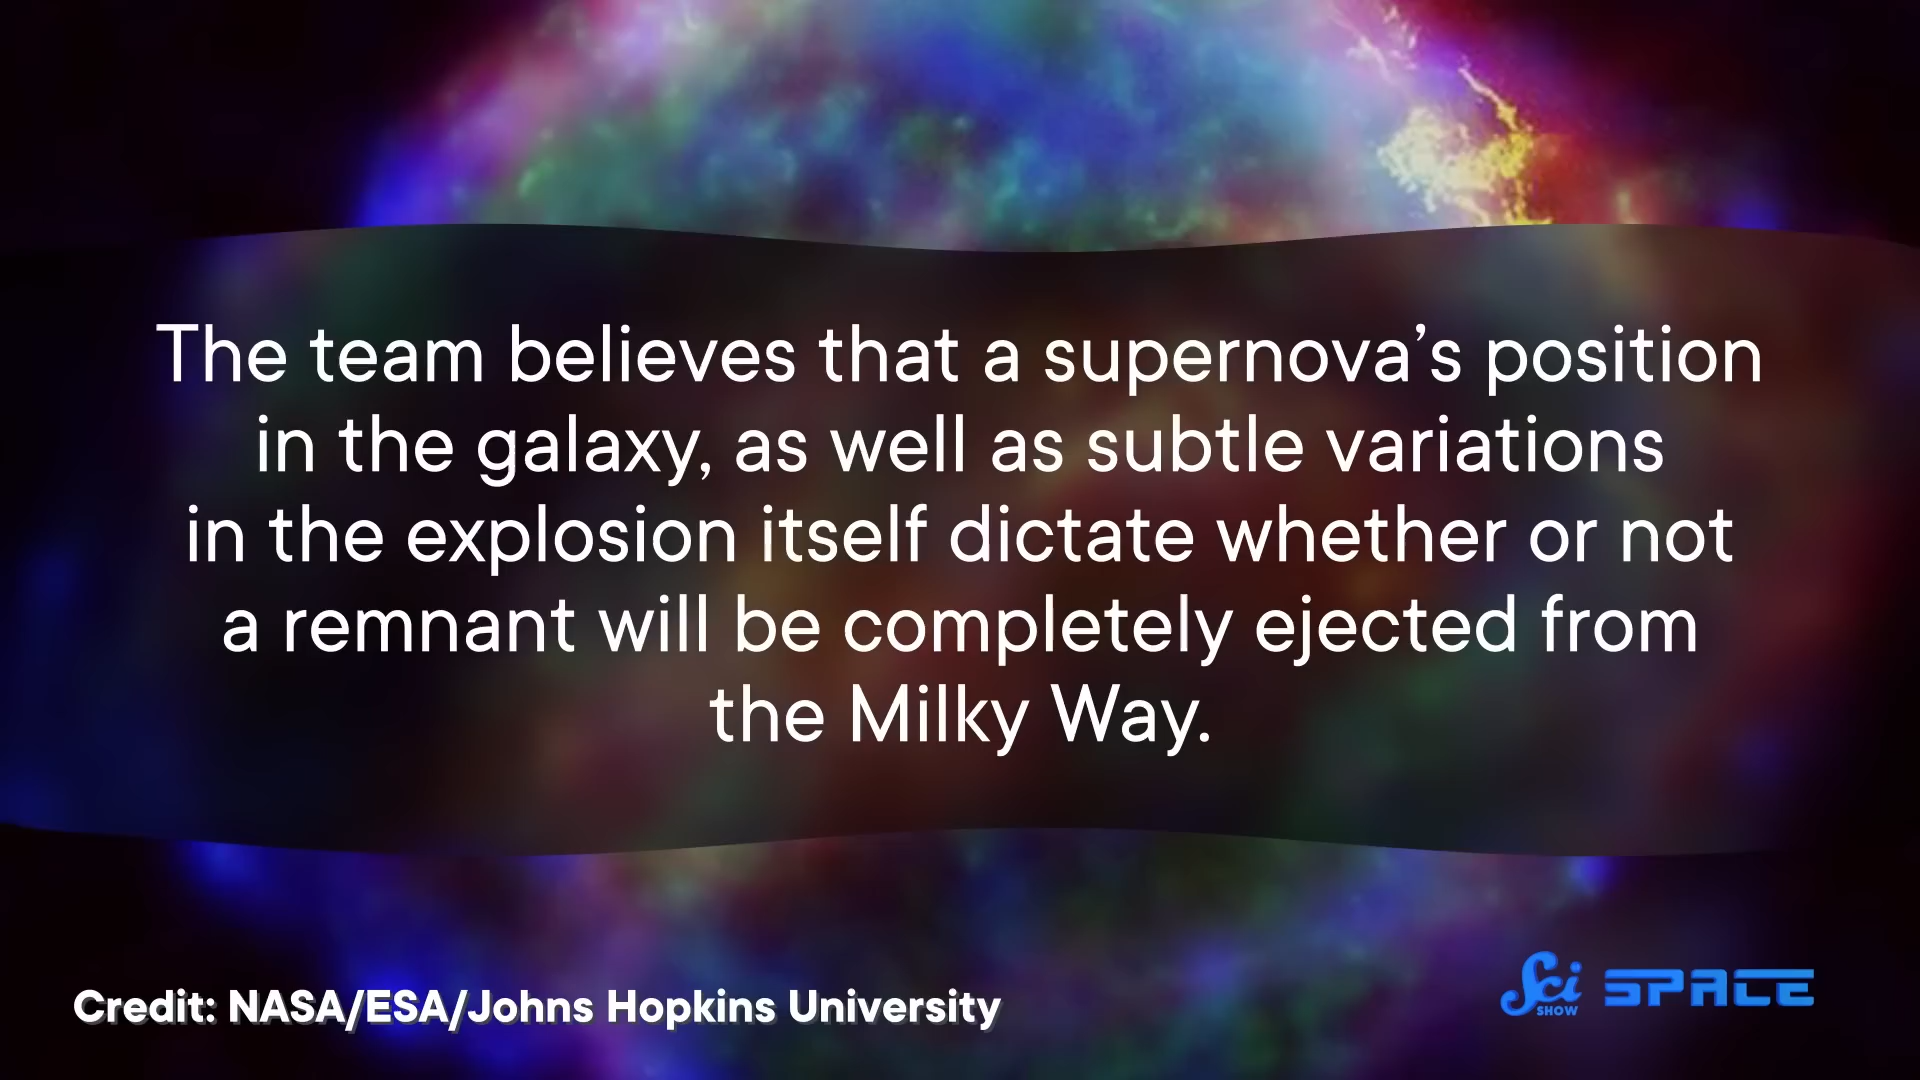 The team believes that a supernova’s position
in the galaxy, as well as subtle variations
in the explosion itself dictate whether or not
a remnant will be completely ejected from
the Milky Way.
Credit: NASA/ESA/Johns Hopkins University
Sci SHOW SPACE